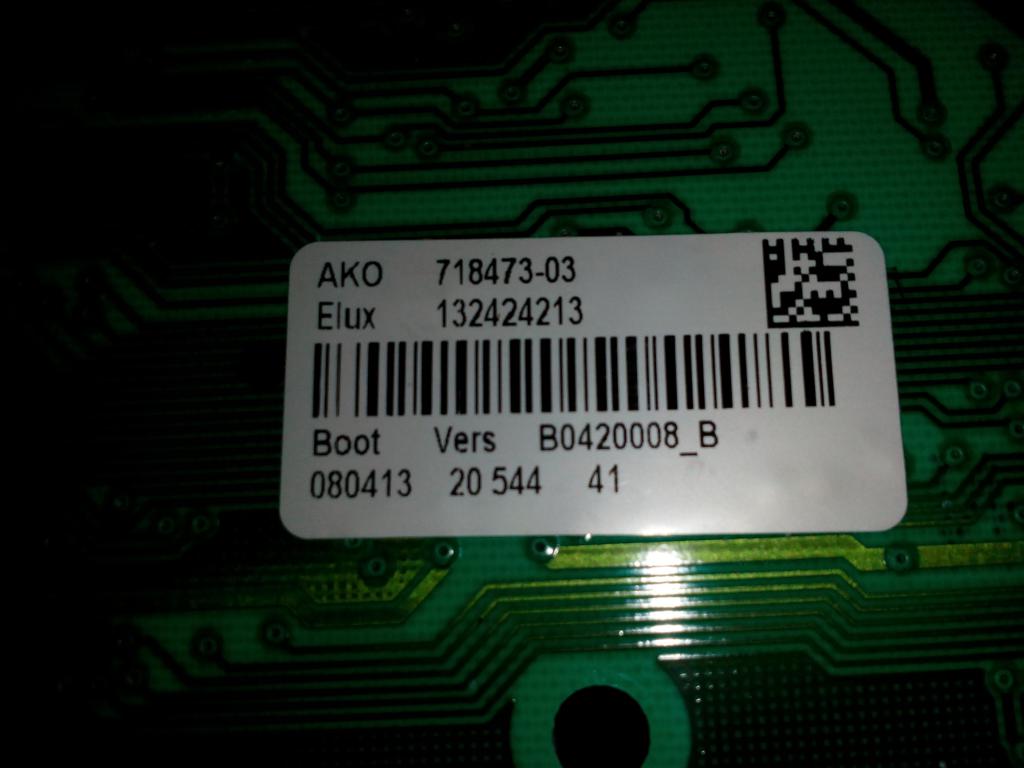 AKO 718473-03
Elux 132424213
Boot Vers B0420008_B
080413 20 544 41